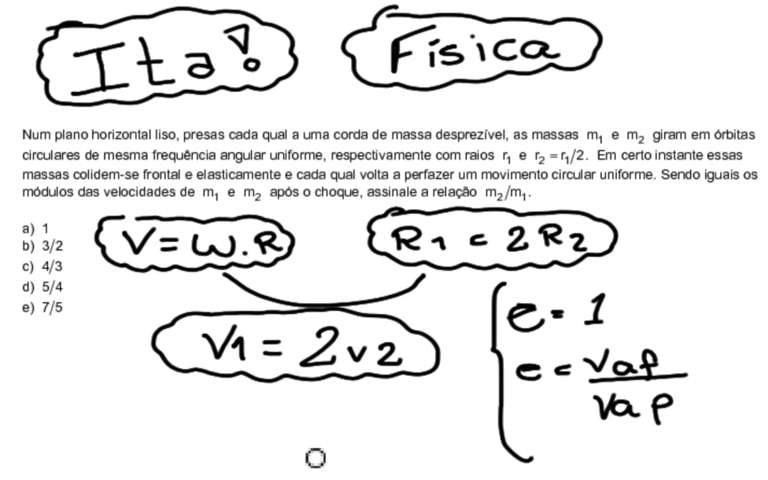 Ita!
Física
Num plano horizontal liso, presas cada qual a uma corda de massa desprezível, as massas m₁ e m₂ giram em órbitas
circulares de mesma frequência angular uniforme, respectivamente com raios r₁ e r₂ = r₁/2. Em certo instante essas
massas colidem-se frontal e elasticamente e cada qual volta a perfazer um movimento circular uniforme. Sendo iguais os
módulos das velocidades de m₁ e m₂ após o choque, assinale a relação m₂/m₁.
a) 1
b) 3/2
c) 4/3
d) 5/4
e) 7/5
V = W.R
R1 = 2R2
V1 = 2v2
e = 1
e = Vaf/Vap